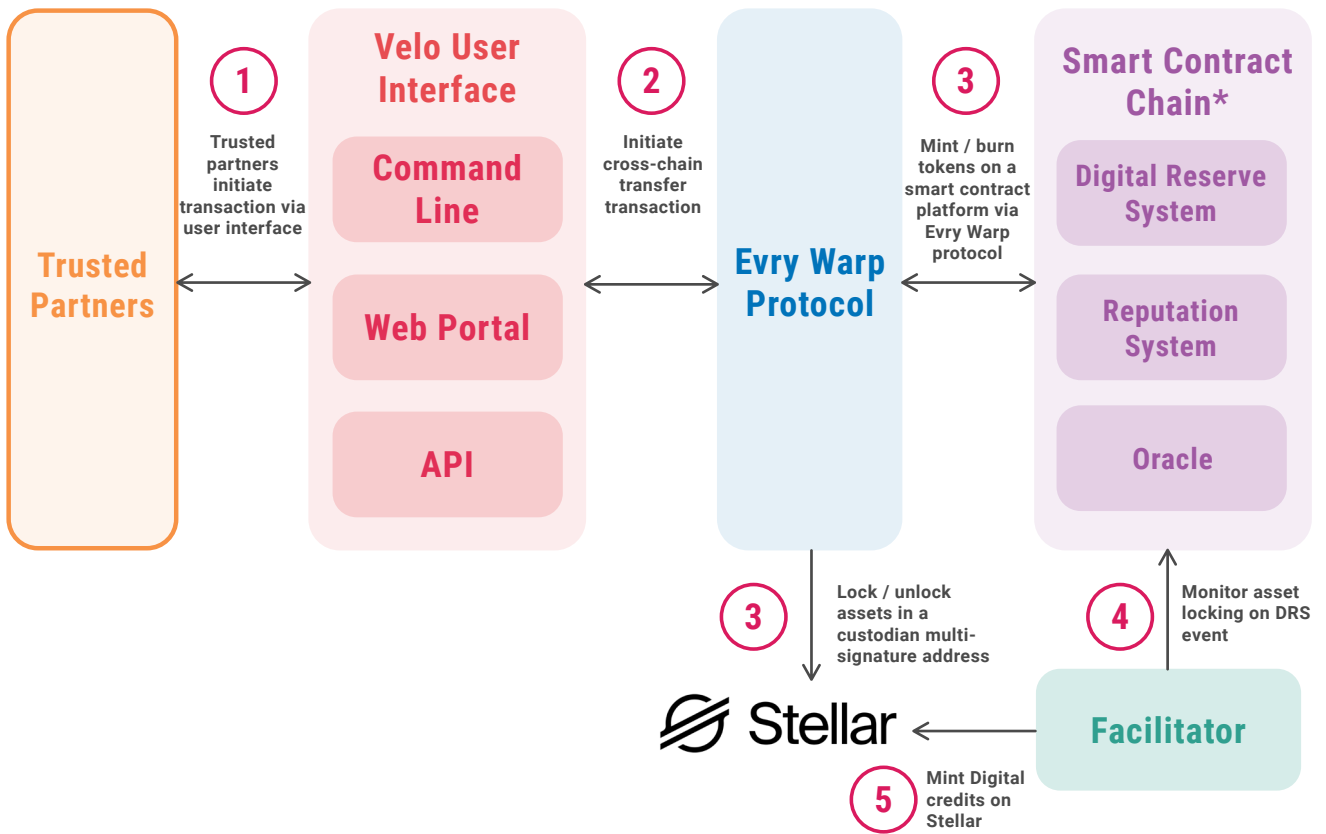 Trusted
Partners
1
Trusted
partners
initiate
transaction via
user interface
Velo User
Interface
Command
Line
Web Portal
API
2
Initiate
cross-chain
transfer
transaction
Evry Warp
Protocol
3
Mint / burn
tokens on a
smart contract
platform via
Evry Warp
protocol
Smart Contract
Chain*
Digital Reserve
System
Reputation
System
Oracle
3
Lock / unlock
assets in a
custodian multi-
signature address
4
Monitor asset
locking on DRS
event
Stellar
Facilitator
5
Mint Digital
credits on
Stellar